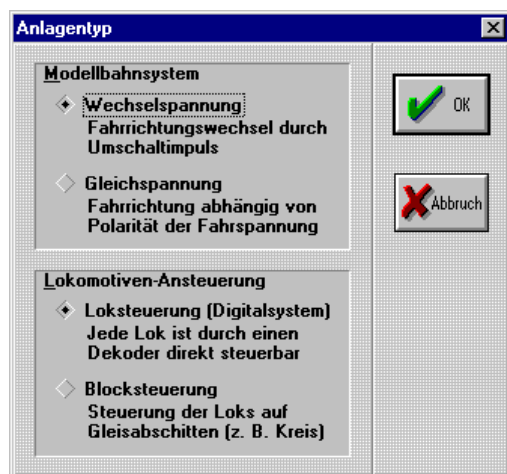 Anlagentyp
Modellbahnsystem
Wechselspannung
Fahrrichtungswechsel durch
Umschaltimpuls
Gleichspannung
Fahrrichtung abhängig von
Polarität der Fahrspannung
Lokomotiven-Ansteuerung
Loksteuerung (Digitalsystem)
Jede Lok ist durch einen
Dekoder direkt steuerbar
Blocksteuerung
Steuerung der Loks auf
Gleisabschitten (z. B. Kreis)
OK
Abbruch